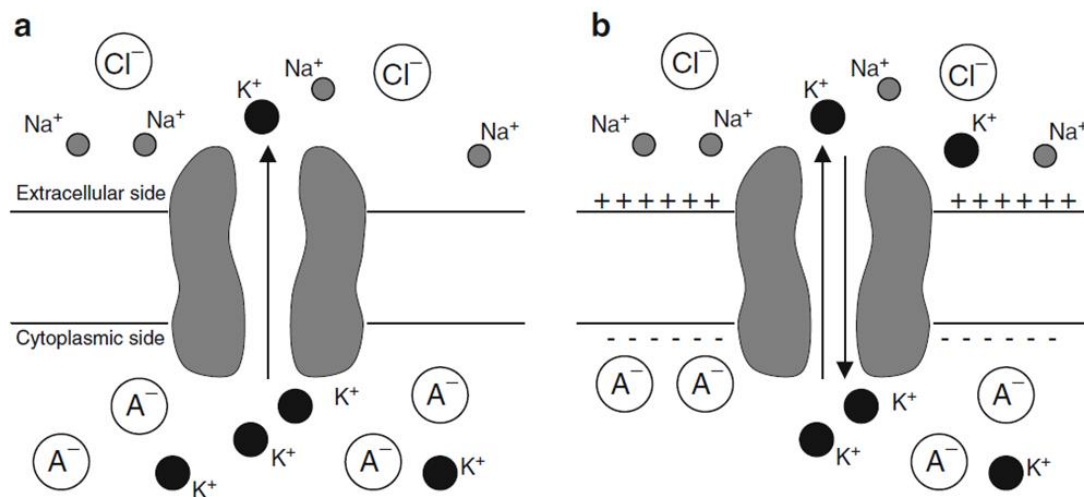 a
Cl⁻
Na⁺
Cl⁻
K⁺
Na⁺
Na⁺
Na⁺
Extracellular side
Cytoplasmic side
A⁻
K⁺
A⁻
A⁻
K⁺
A⁻
K⁺
K⁺
b
Cl⁻
Na⁺
Cl⁻
K⁺
Na⁺
Na⁺
K⁺
Na⁺
+ + + + + +
+ + + + + +
- - - - - -
- - - - - -
A⁻
A⁻
K⁺
A⁻
K⁺
A⁻
K⁺